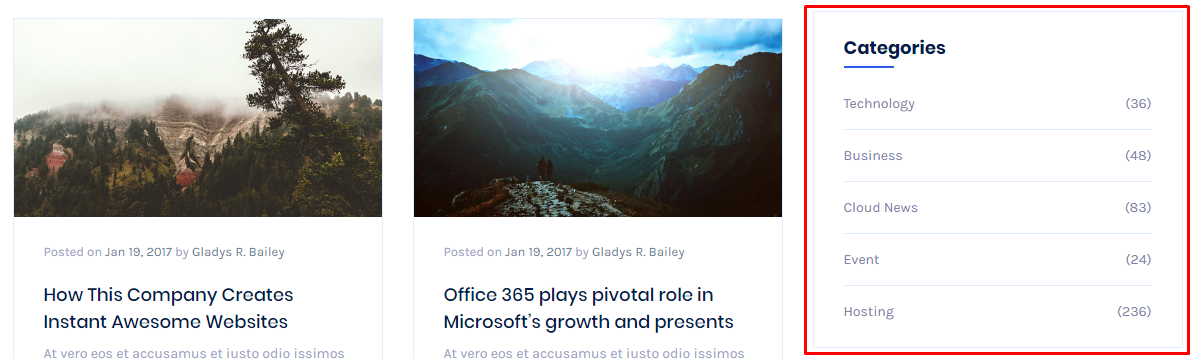 Posted on Jan 19, 2017 by Gladys R. Bailey
How This Company Creates
Instant Awesome Websites
At vero eos et accusamus et iusto odio issimos
Posted on Jan 19, 2017 by Gladys R. Bailey
Office 365 plays pivotal role in
Microsoft's growth and presents
At vero eos et accusamus et iusto odio issimos
Categories
Technology (36)
Business (48)
Cloud News (83)
Event (24)
Hosting (236)